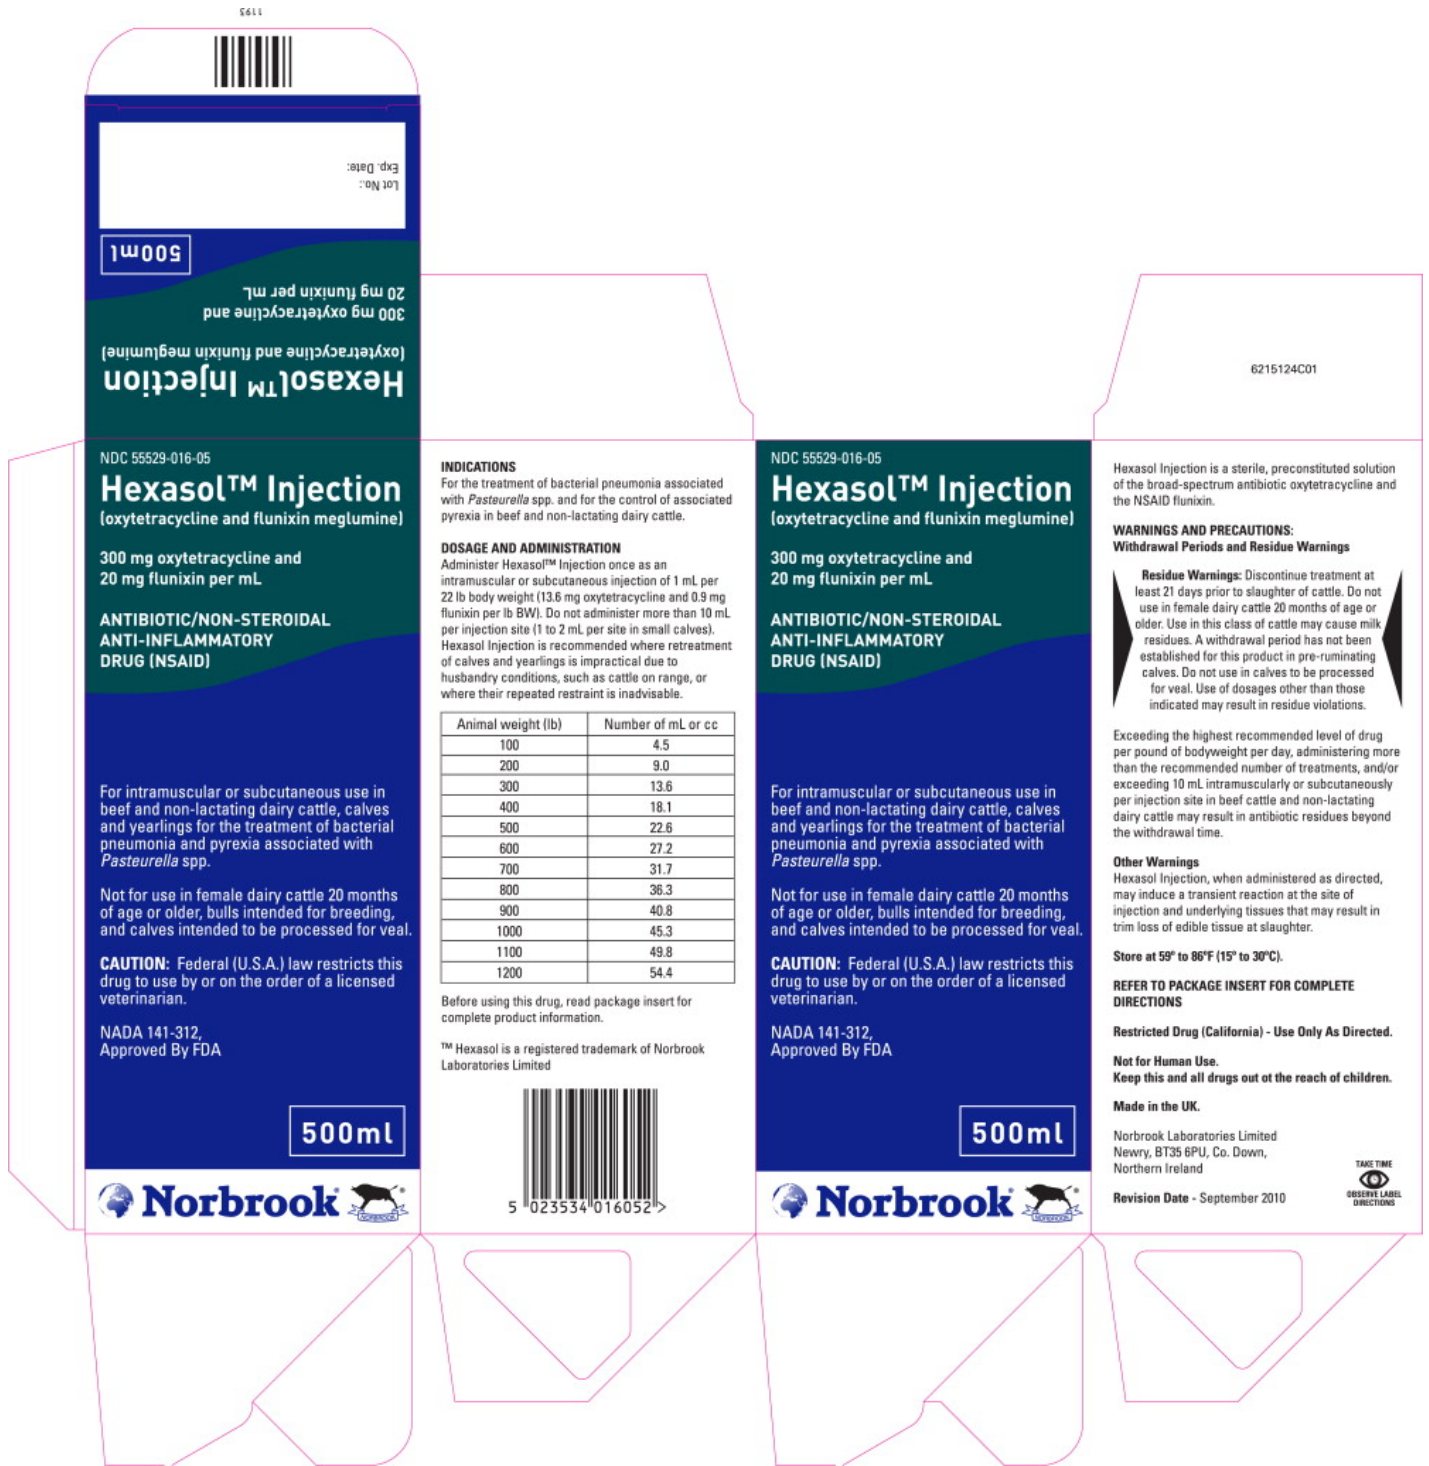 1193
Lot No.:
Exp. Date:
500ml
Hexasol™ Injection
(oxytetracycline and flunixin meglumine)
300 mg oxytetracycline and
20 mg flunixin per mL
NDC 55529-016-05
Hexasol™ Injection
(oxytetracycline and flunixin meglumine)
300 mg oxytetracycline and
20 mg flunixin per mL
ANTIBIOTIC/NON-STEROIDAL
ANTI-INFLAMMATORY
DRUG (NSAID)
For intramuscular or subcutaneous use in
beef and non-lactating dairy cattle, calves
and yearlings for the treatment of bacterial
pneumonia and pyrexia associated with
Pasteurella spp.
Not for use in female dairy cattle 20 months
of age or older, bulls intended for breeding,
and calves intended to be processed for veal.
CAUTION: Federal (U.S.A.) law restricts this
drug to use by or on the order of a licensed
veterinarian.
NADA 141-312,
Approved By FDA
500ml
Norbrook®
NORBROOK
INDICATIONS
For the treatment of bacterial pneumonia associated
with Pasteurella spp. and for the control of associated
pyrexia in beef and non-lactating dairy cattle.
DOSAGE AND ADMINISTRATION
Administer Hexasol™ Injection once as an
intramuscular or subcutaneous injection of 1 mL per
22 lb body weight (13.6 mg oxytetracycline and 0.9 mg
flunixin per lb BW). Do not administer more than 10 mL
per injection site (1 to 2 mL per site in small calves).
Hexasol Injection is recommended where retreatment
of calves and yearlings is impractical due to
husbandry conditions, such as cattle on range, or
where their repeated restraint is inadvisable.
Animal weight (lb) Number of mL or cc
100 4.5
200 9.0
300 13.6
400 18.1
500 22.6
600 27.2
700 31.7
800 36.3
900 40.8
1000 45.3
1100 49.8
1200 54.4
Before using this drug, read package insert for
complete product information.
™ Hexasol is a registered trademark of Norbrook
Laboratories Limited
5 023534 016052 >
NDC 55529-016-05
Hexasol™ Injection
(oxytetracycline and flunixin meglumine)
300 mg oxytetracycline and
20 mg flunixin per mL
ANTIBIOTIC/NON-STEROIDAL
ANTI-INFLAMMATORY
DRUG (NSAID)
For intramuscular or subcutaneous use in
beef and non-lactating dairy cattle, calves
and yearlings for the treatment of bacterial
pneumonia and pyrexia associated with
Pasteurella spp.
Not for use in female dairy cattle 20 months
of age or older, bulls intended for breeding,
and calves intended to be processed for veal.
CAUTION: Federal (U.S.A.) law restricts this
drug to use by or on the order of a licensed
veterinarian.
NADA 141-312,
Approved By FDA
500ml
Norbrook®
NORBROOK
6215124C01
Hexasol Injection is a sterile, preconstituted solution
of the broad-spectrum antibiotic oxytetracycline and
the NSAID flunixin.
WARNINGS AND PRECAUTIONS:
Withdrawal Periods and Residue Warnings
Residue Warnings: Discontinue treatment at
least 21 days prior to slaughter of cattle. Do not
use in female dairy cattle 20 months of age or
older. Use in this class of cattle may cause milk
residues. A withdrawal period has not been
established for this product in pre-ruminating
calves. Do not use in calves to be processed
for veal. Use of dosages other than those
indicated may result in residue violations.
Exceeding the highest recommended level of drug
per pound of bodyweight per day, administering more
than the recommended number of treatments, and/or
exceeding 10 mL intramuscularly or subcutaneously
per injection site in beef cattle and non-lactating
dairy cattle may result in antibiotic residues beyond
the withdrawal time.
Other Warnings
Hexasol Injection, when administered as directed,
may induce a transient reaction at the site of
injection and underlying tissues that may result in
trim loss of edible tissue at slaughter.
Store at 59° to 86°F (15° to 30°C).
REFER TO PACKAGE INSERT FOR COMPLETE
DIRECTIONS
Restricted Drug (California) - Use Only As Directed.
Not for Human Use.
Keep this and all drugs out ot the reach of children.
Made in the UK.
Norbrook Laboratories Limited
Newry, BT35 6PU, Co. Down,
Northern Ireland
Revision Date - September 2010
TAKE TIME
OBSERVE LABEL
DIRECTIONS